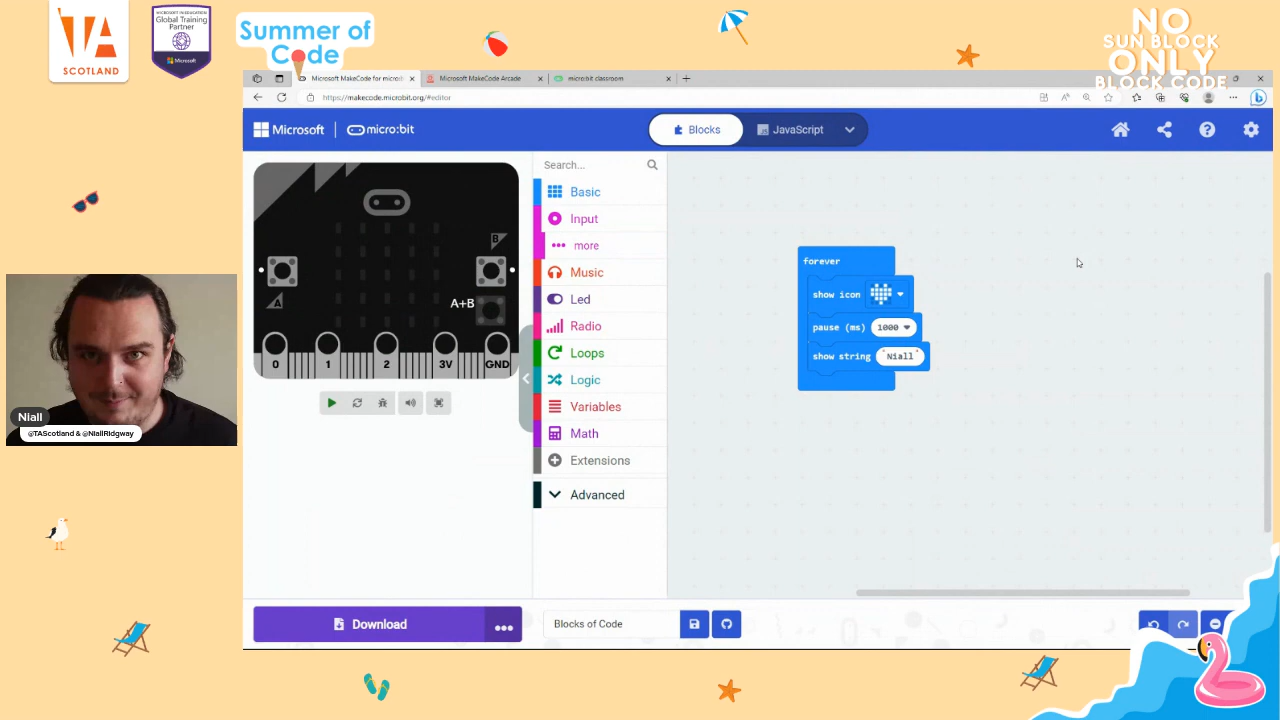 TA
SCOTLAND
MICROSOFT IN EDUCATION
Global Training
Partner
Microsoft
Summer of
Code
NO
SUN BLOCK
ONLY
BLOCK CODE
Microsoft MakeCode for micro:b
Microsoft MakeCode Arcade
micro:bit classroom
https://makecode.microbit.org/#editor
Microsoft
micro:bit
Blocks
JavaScript
Search...
Basic
Input
more
Music
Led
Radio
Loops
Logic
Variables
Math
Extensions
Advanced
B
A
A+B
0
1
2
3V
GND
forever
show icon
pause (ms) 1000
show string "Niall"
Niall
@TAScotland & @NiallRidgway
Download
Blocks of Code